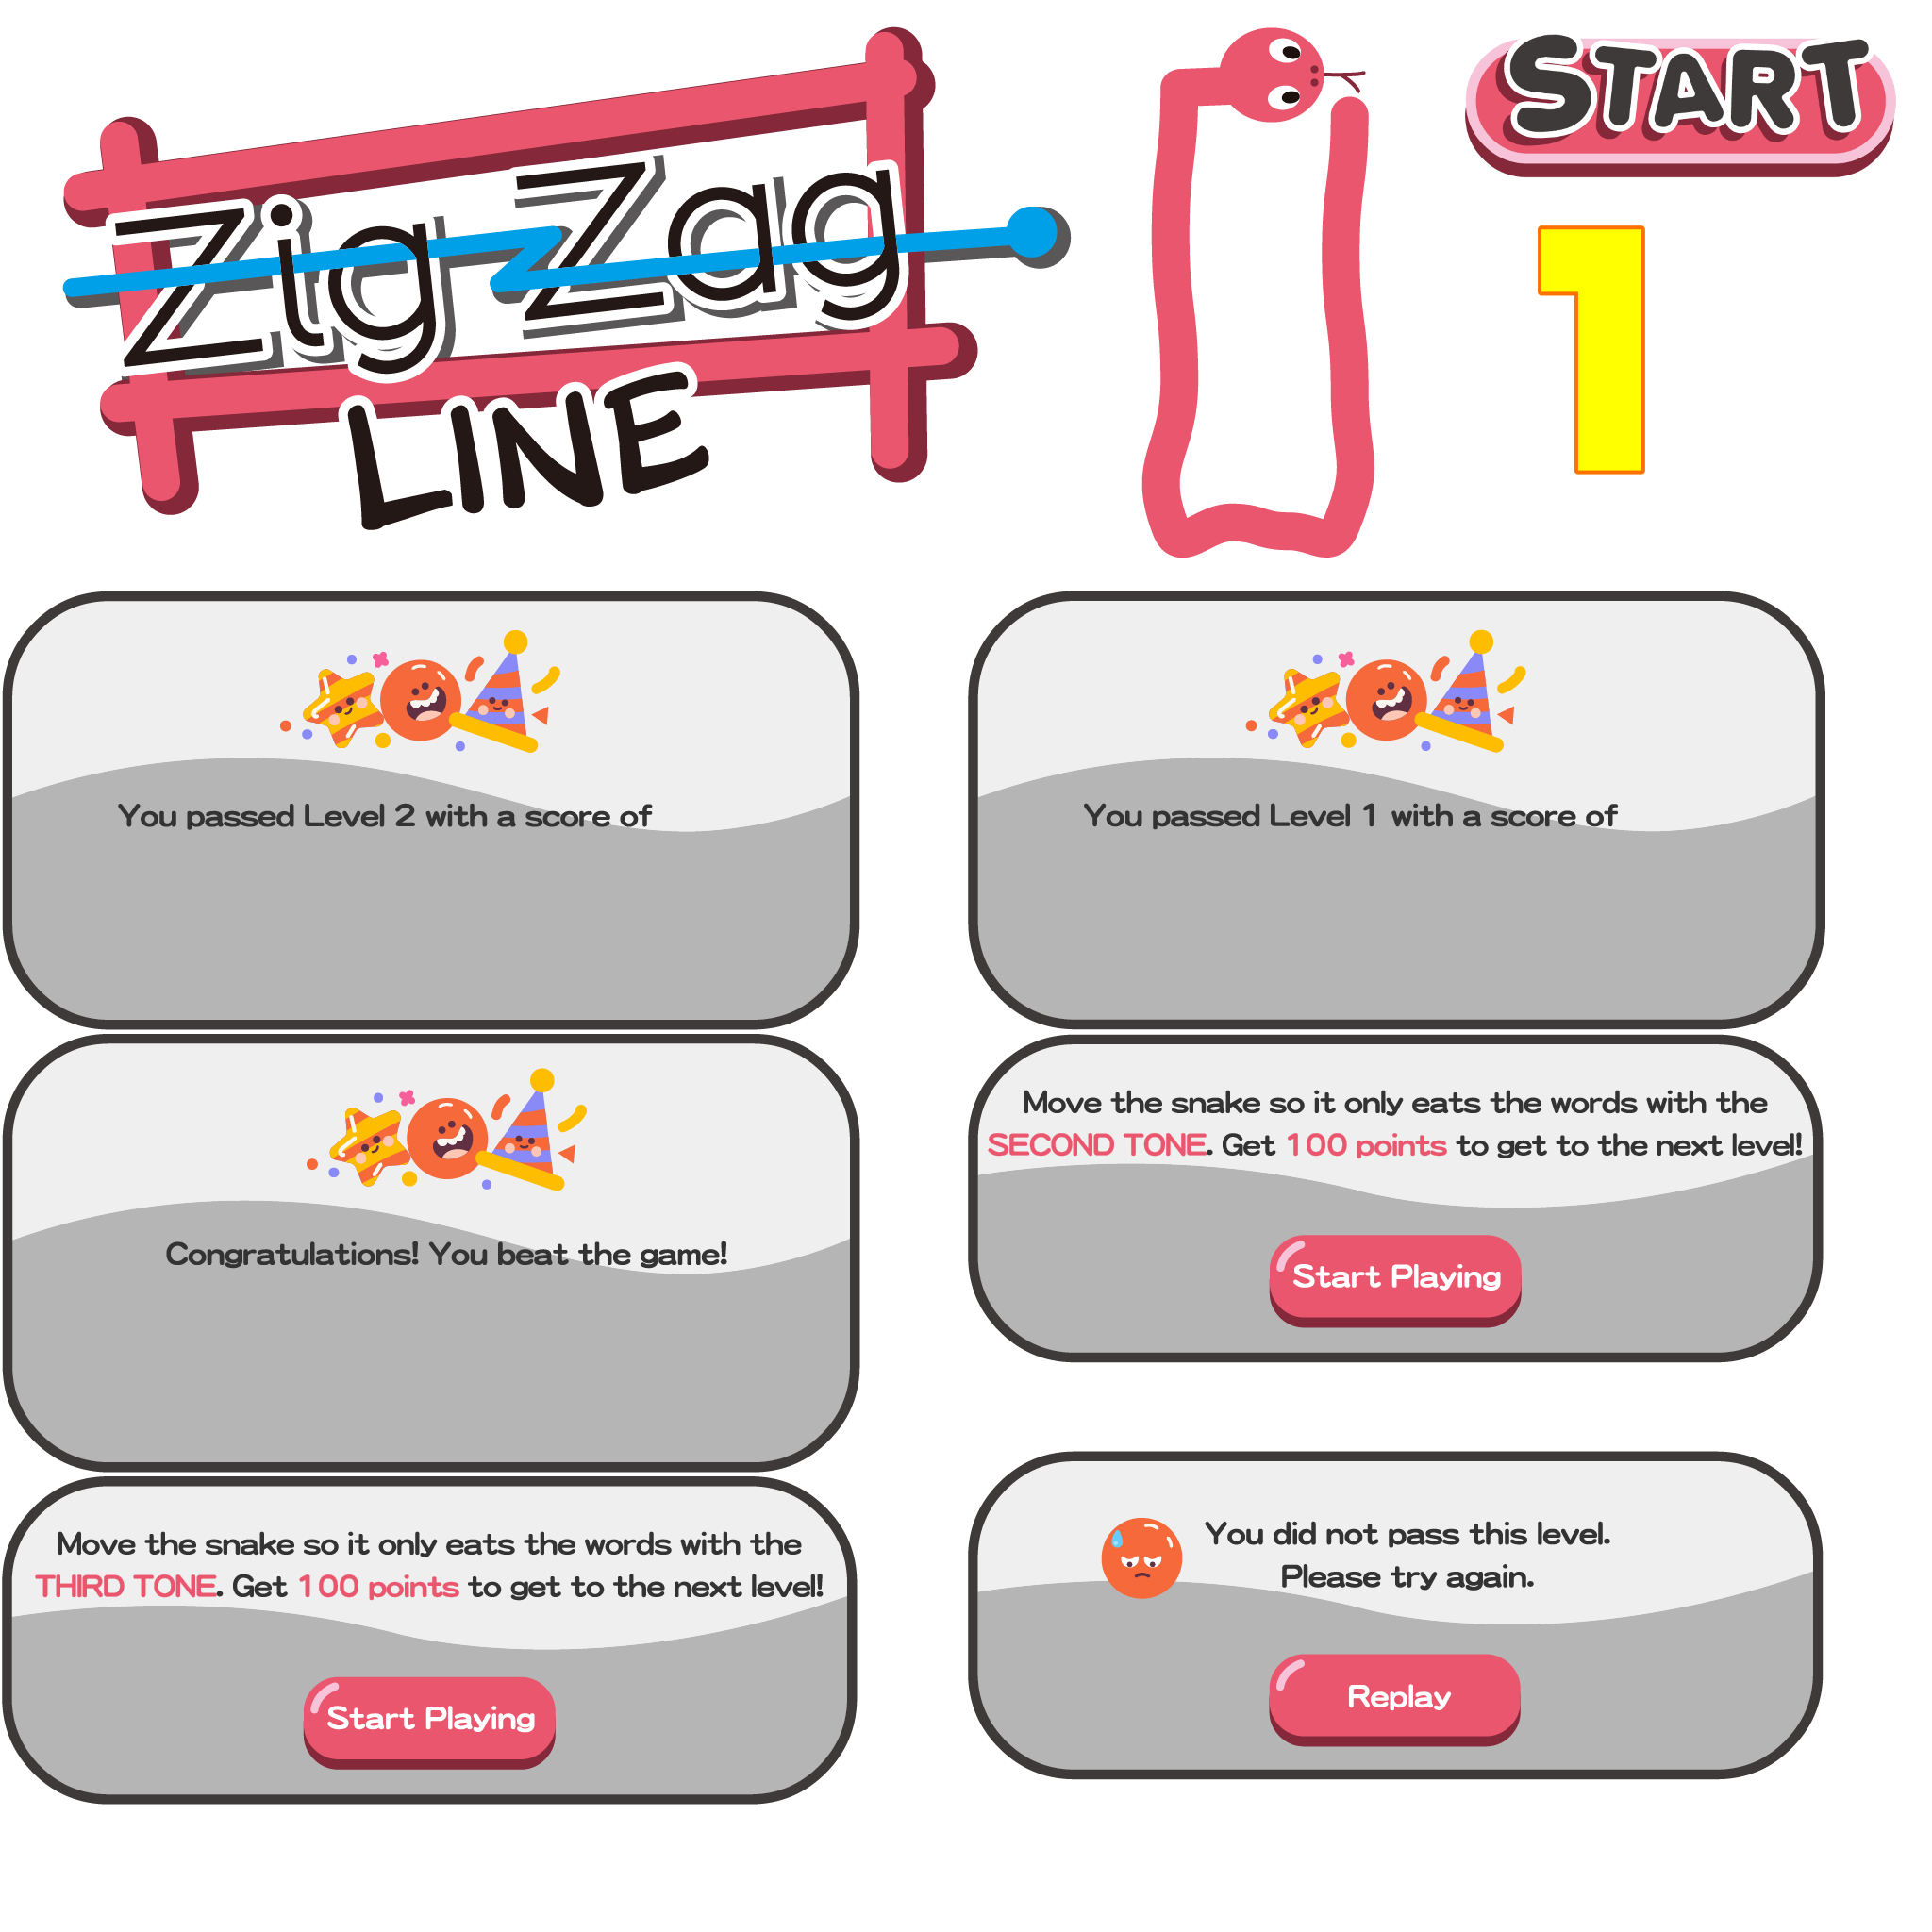 Zig Zag
LINE
START
1
You passed Level 2 with a score of
You passed Level 1 with a score of
Congratulations! You beat the game!
Move the snake so it only eats the words with the
SECOND TONE. Get 100 points to get to the next level!
Start Playing
Move the snake so it only eats the words with the
THIRD TONE. Get 100 points to get to the next level!
Start Playing
You did not pass this level.
Please try again.
Replay